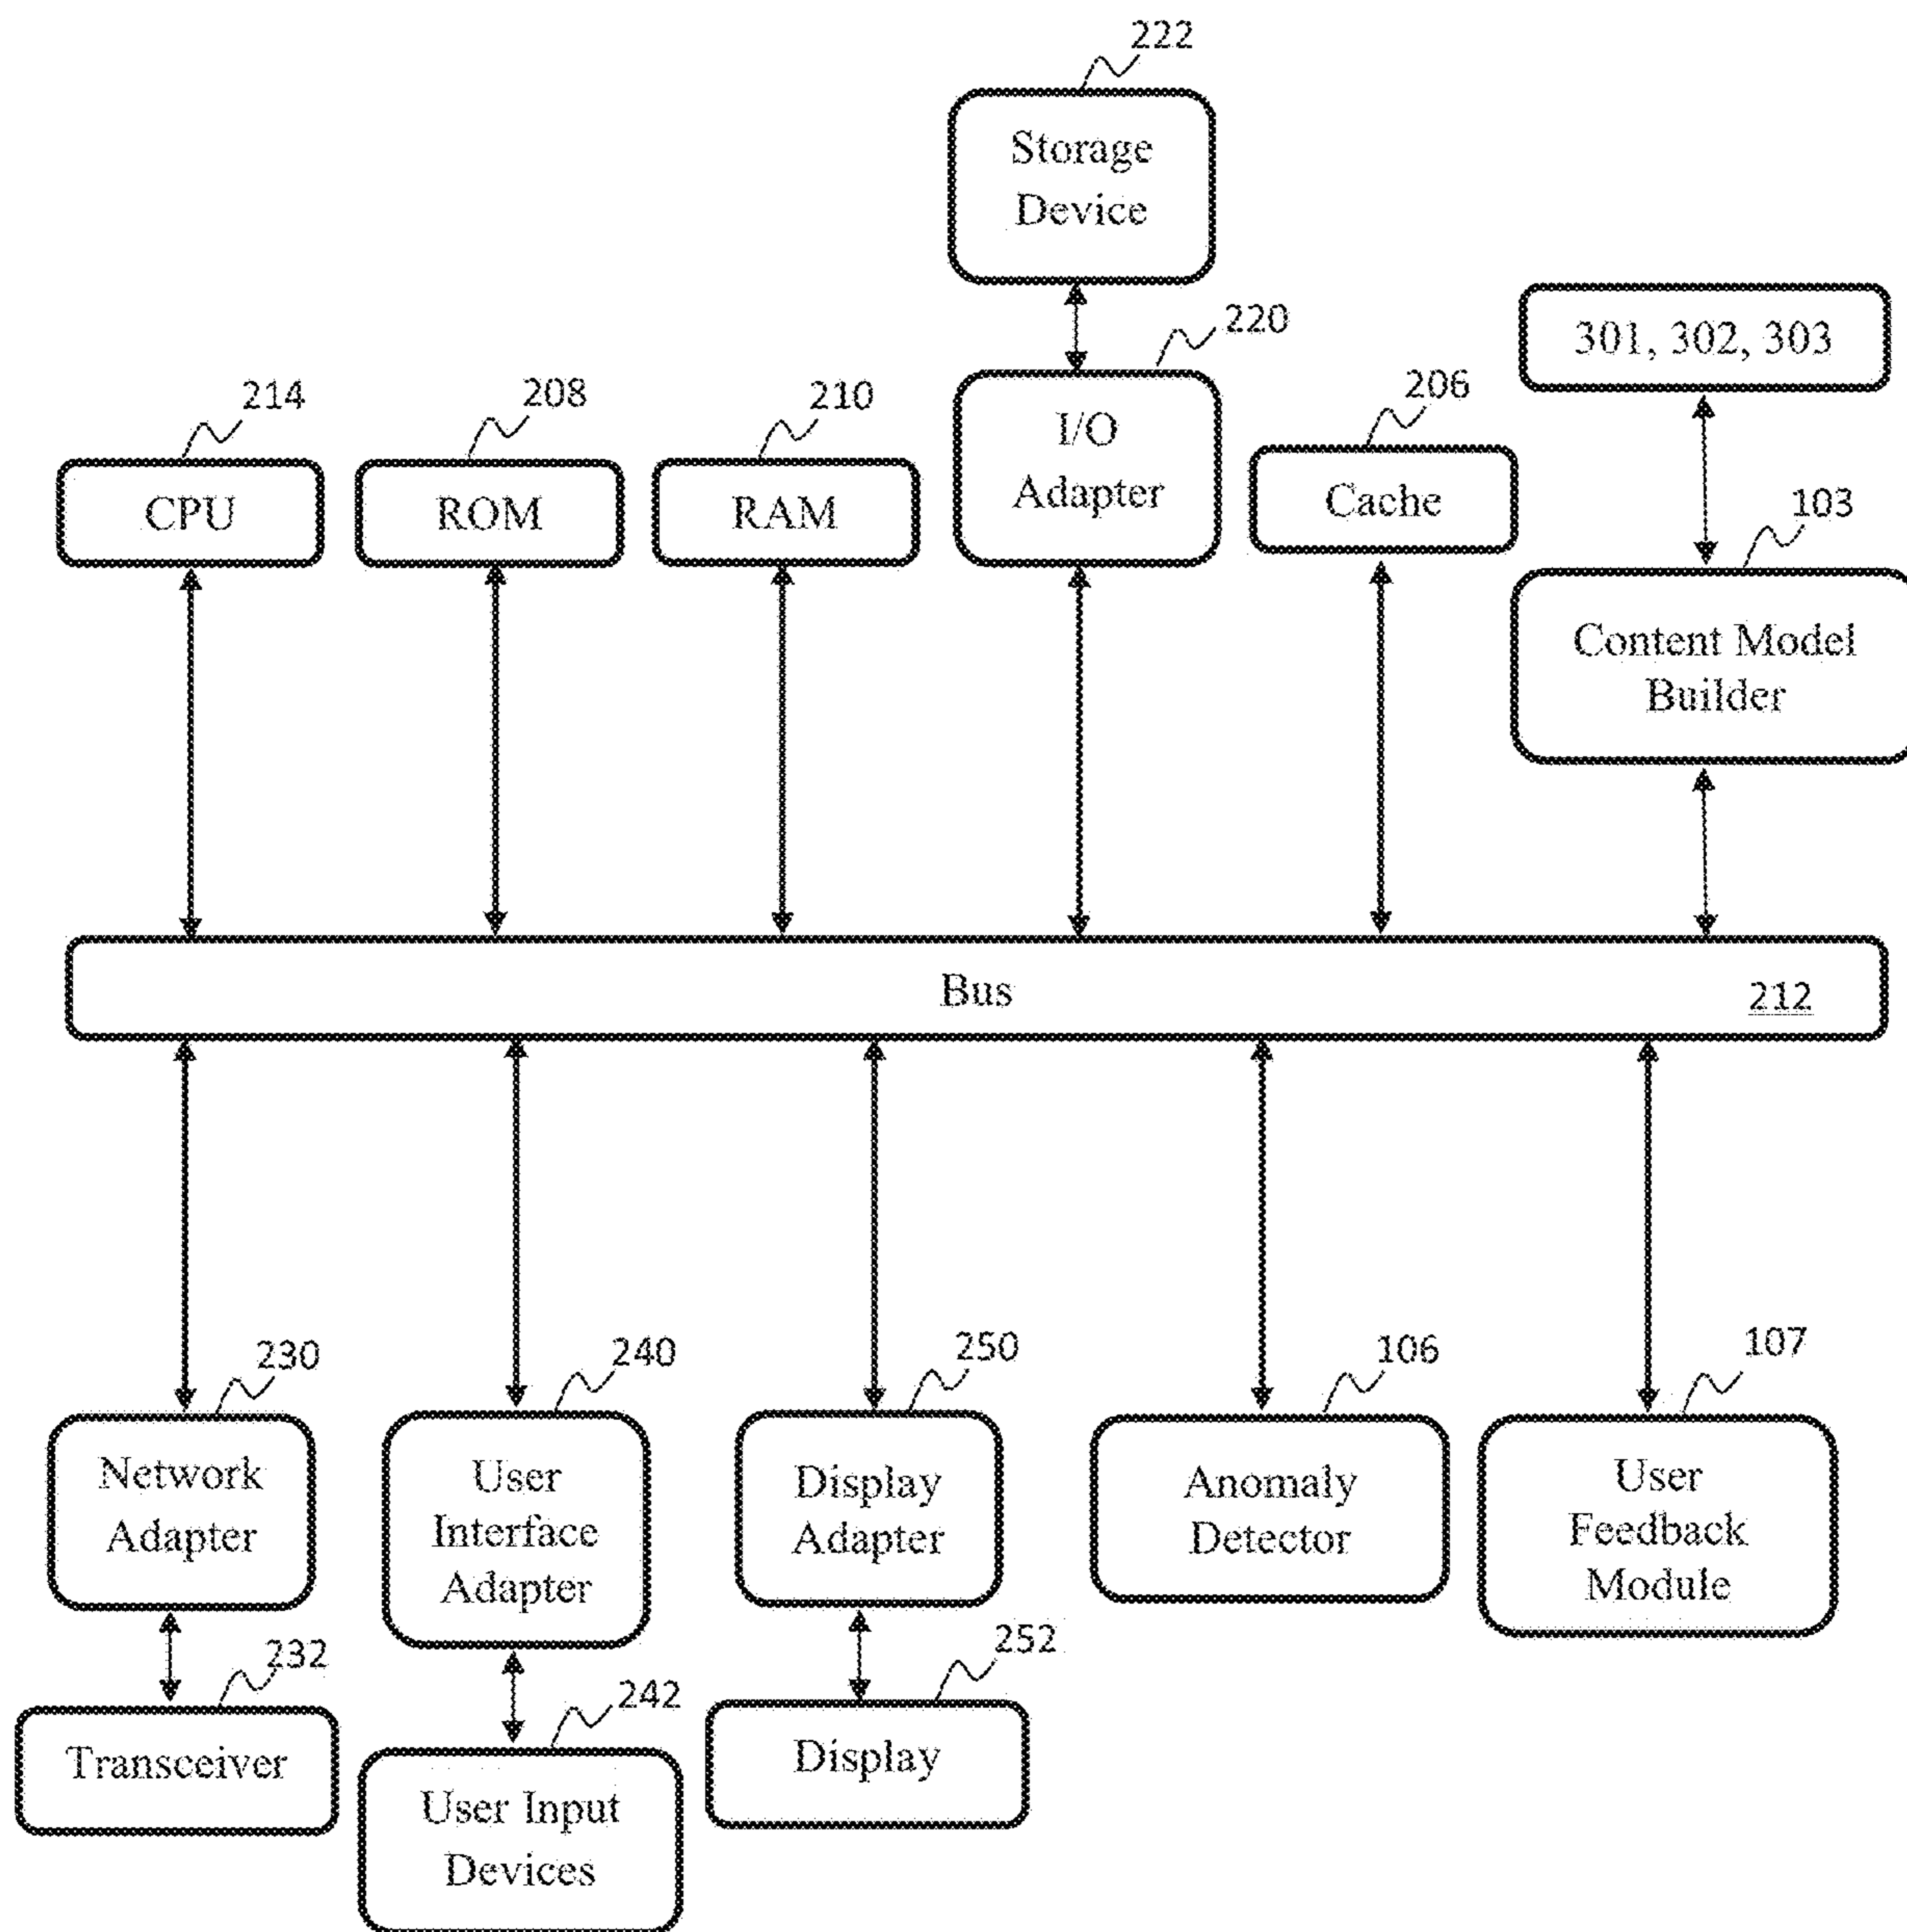 222
Storage
Device
220
301, 302, 303
214
208
210
I/O
Adapter
206
CPU
ROM
RAM
Cache
103
Content Model
Builder
Bus
212
230
240
250
106
107
Network
Adapter
User
Interface
Adapter
Display
Adapter
Anomaly
Detector
User
Feedback
Module
232
242
252
Transceiver
User Input
Devices
Display